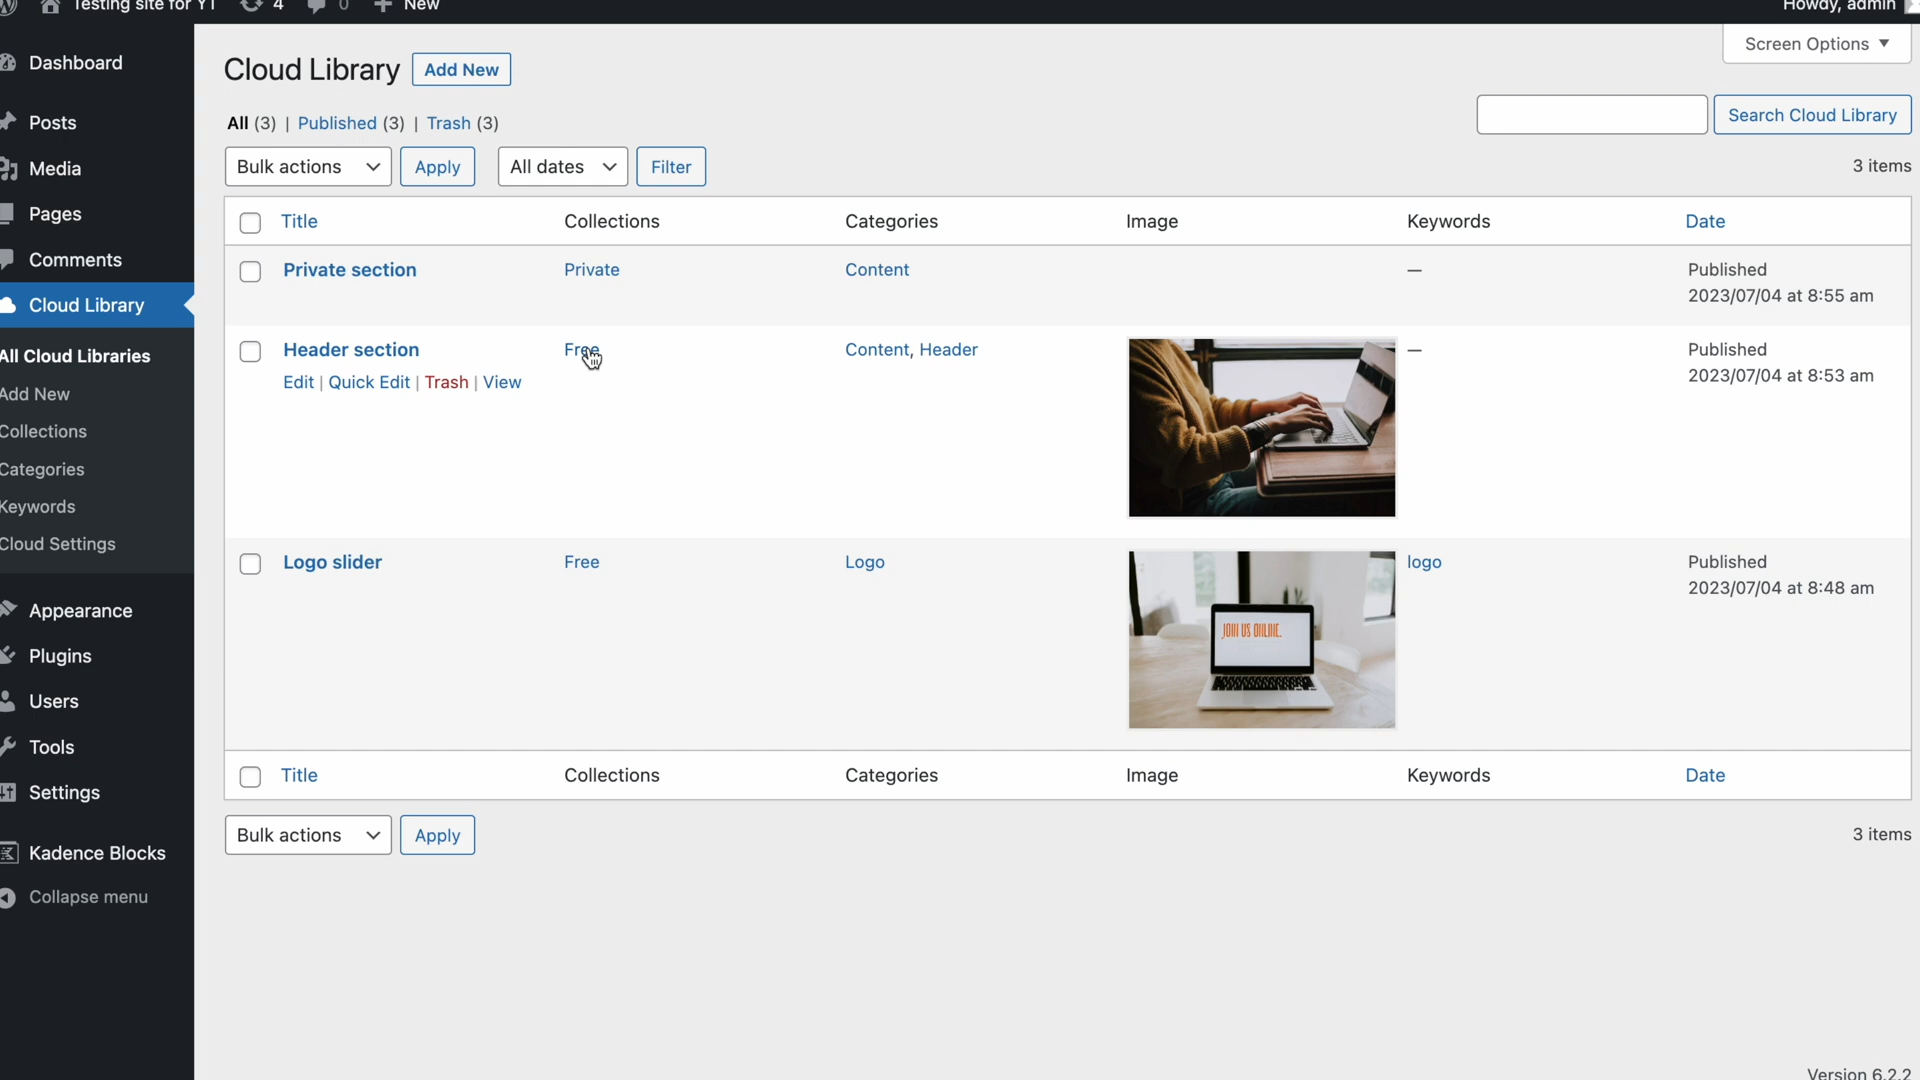 Testing site for YT 4 0 New Howdy, admin
Screen Options
Dashboard
Posts
Media
Pages
Comments
Cloud Library
All Cloud Libraries
Add New
Collections
Categories
Keywords
Cloud Settings
Appearance
Plugins
Users
Tools
Settings
Kadence Blocks
Collapse menu
Cloud Library Add New
All (3) | Published (3) | Trash (3)
Search Cloud Library
Bulk actions Apply All dates Filter 3 items
Title Collections Categories Image Keywords Date
Private section Private Content — Published
2023/07/04 at 8:55 am
Header section Free Content, Header — Published
Edit | Quick Edit | Trash | View 2023/07/04 at 8:53 am
Logo slider Free Logo logo Published
2023/07/04 at 8:48 am
JOIN US ONLINE.
Title Collections Categories Image Keywords Date
Bulk actions Apply 3 items
Version 6.2.2